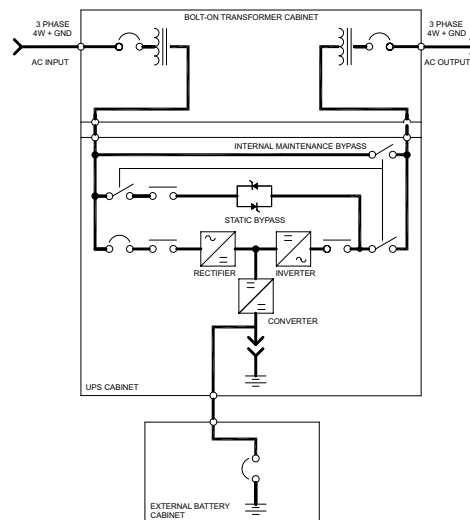 BOLT-ON TRANSFORMER CABINET
3 PHASE
4W + GND
3 PHASE
4W + GND
AC INPUT
AC OUTPUT
INTERNAL MAINTENANCE BYPASS
STATIC BYPASS
RECTIFIER
INVERTER
CONVERTER
UPS CABINET
EXTERNAL BATTERY
CABINET